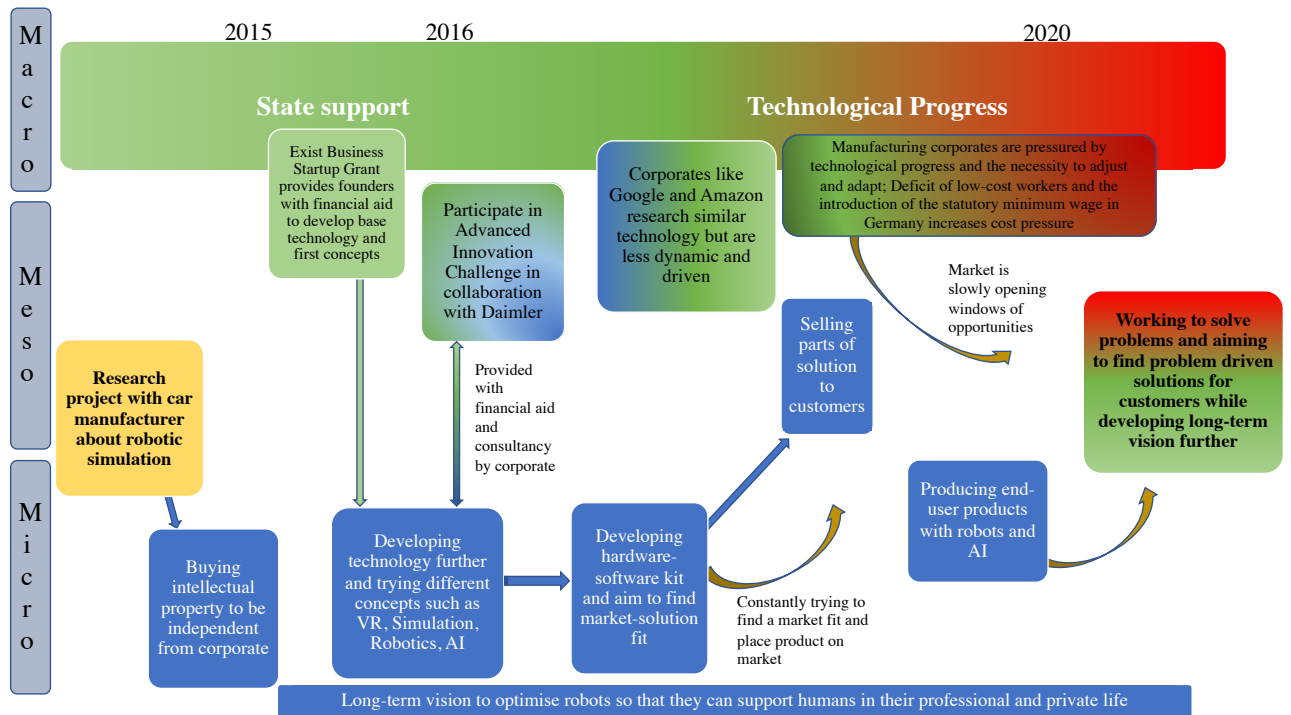 Macro
2015
2016
2020
State support
Technological Progress
Exist Business
Startup Grant
provides founders
with financial aid
to develop base
technology and
first concepts
Participate in
Advanced
Innovation
Challenge in
collaboration
with Daimler
Corporates like
Google and Amazon
research similar
technology but are
less dynamic and
driven
Manufacturing corporates are pressured by
technological progress and the necessity to adjust
and adapt; Deficit of low-cost workers and the
introduction of the statutory minimum wage in
Germany increases cost pressure
Meso
Market is
slowly opening
windows of
opportunities
Selling
parts of
solution
to
customers
Working to solve
problems and aiming
to find problem driven
solutions for
customers while
developing long-term
vision further
Research
project with car
manufacturer
about robotic
simulation
Provided
with
financial aid
and
consultancy
by corporate
Micro
Buying
intellectual
property to be
independent
from corporate
Developing
technology further
and trying different
concepts such as
VR, Simulation,
Robotics, AI
Developing
hardware-
software kit
and aim to find
market-solution
fit
Constantly trying to
find a market fit and
place product on
market
Producing end-
user products
with robots and
AI
Long-term vision to optimise robots so that they can support humans in their professional and private life